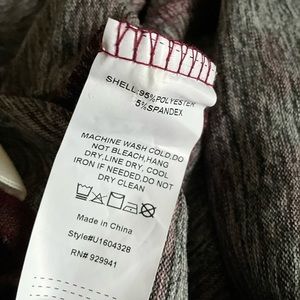 SHELL:95%POLYESTER
5%SPANDEX
MACHINE WASH COLD,DO
NOT BLEACH,HANG
DRY,LINE DRY, COOL
IRON IF NEEDED,DO NOT
DRY CLEAN
Made in China
Style#U1604328
RN# 929941